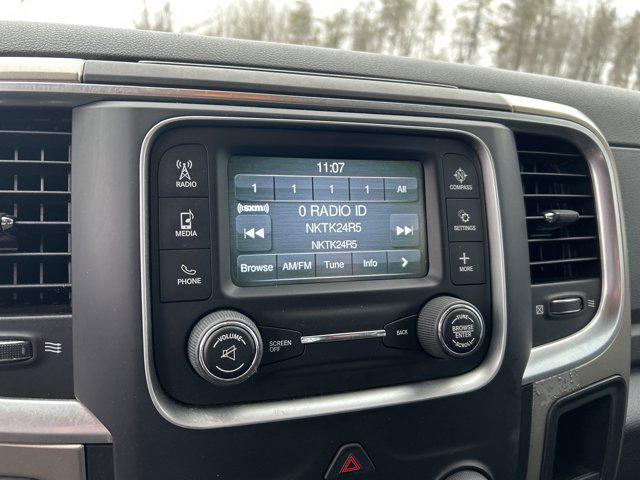 11:07
RADIO
MEDIA
PHONE
1 1 1 1 All
((sxm))
0 RADIO ID
NKTK24R5
NKTK24R5
Browse AM/FM Tune Info >
COMPASS
SETTINGS
+
MORE
VOLUME
SCREEN
OFF
BACK
TUNE
BROWSE
ENTER
SCROLL